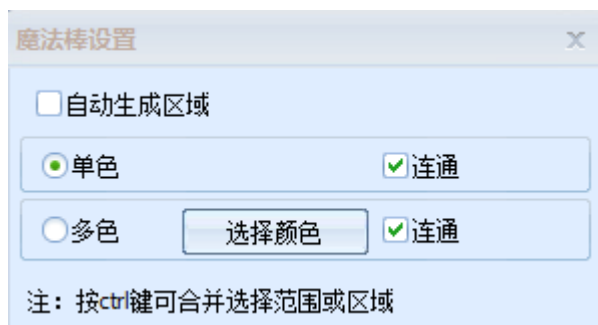 魔法棒设置
自动生成区域
单色 连通
多色 选择颜色 连通
注：按ctrl键可合并选择范围或区域